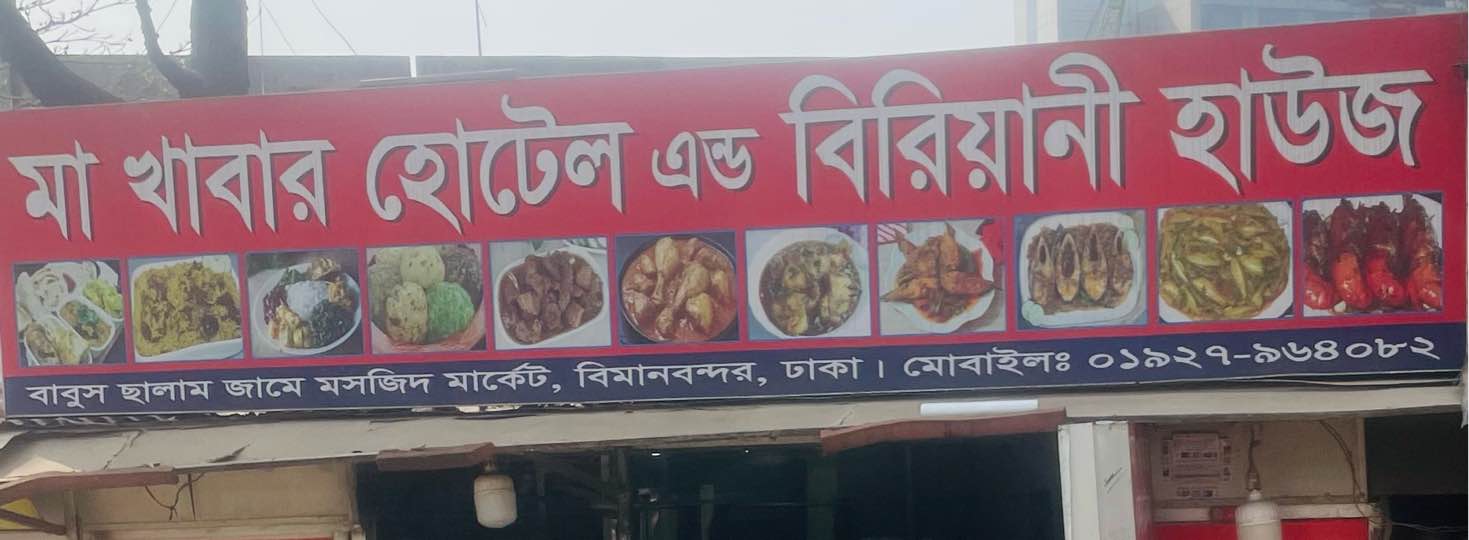 মা খাবার হোটেল এন্ড বিরিয়ানী হাউজ
বাবুস ছালাম জামে মসজিদ মার্কেট, বিমানবন্দর, ঢাকা। মোবাইলঃ ০১৯২৭-৯৬৪০৮২